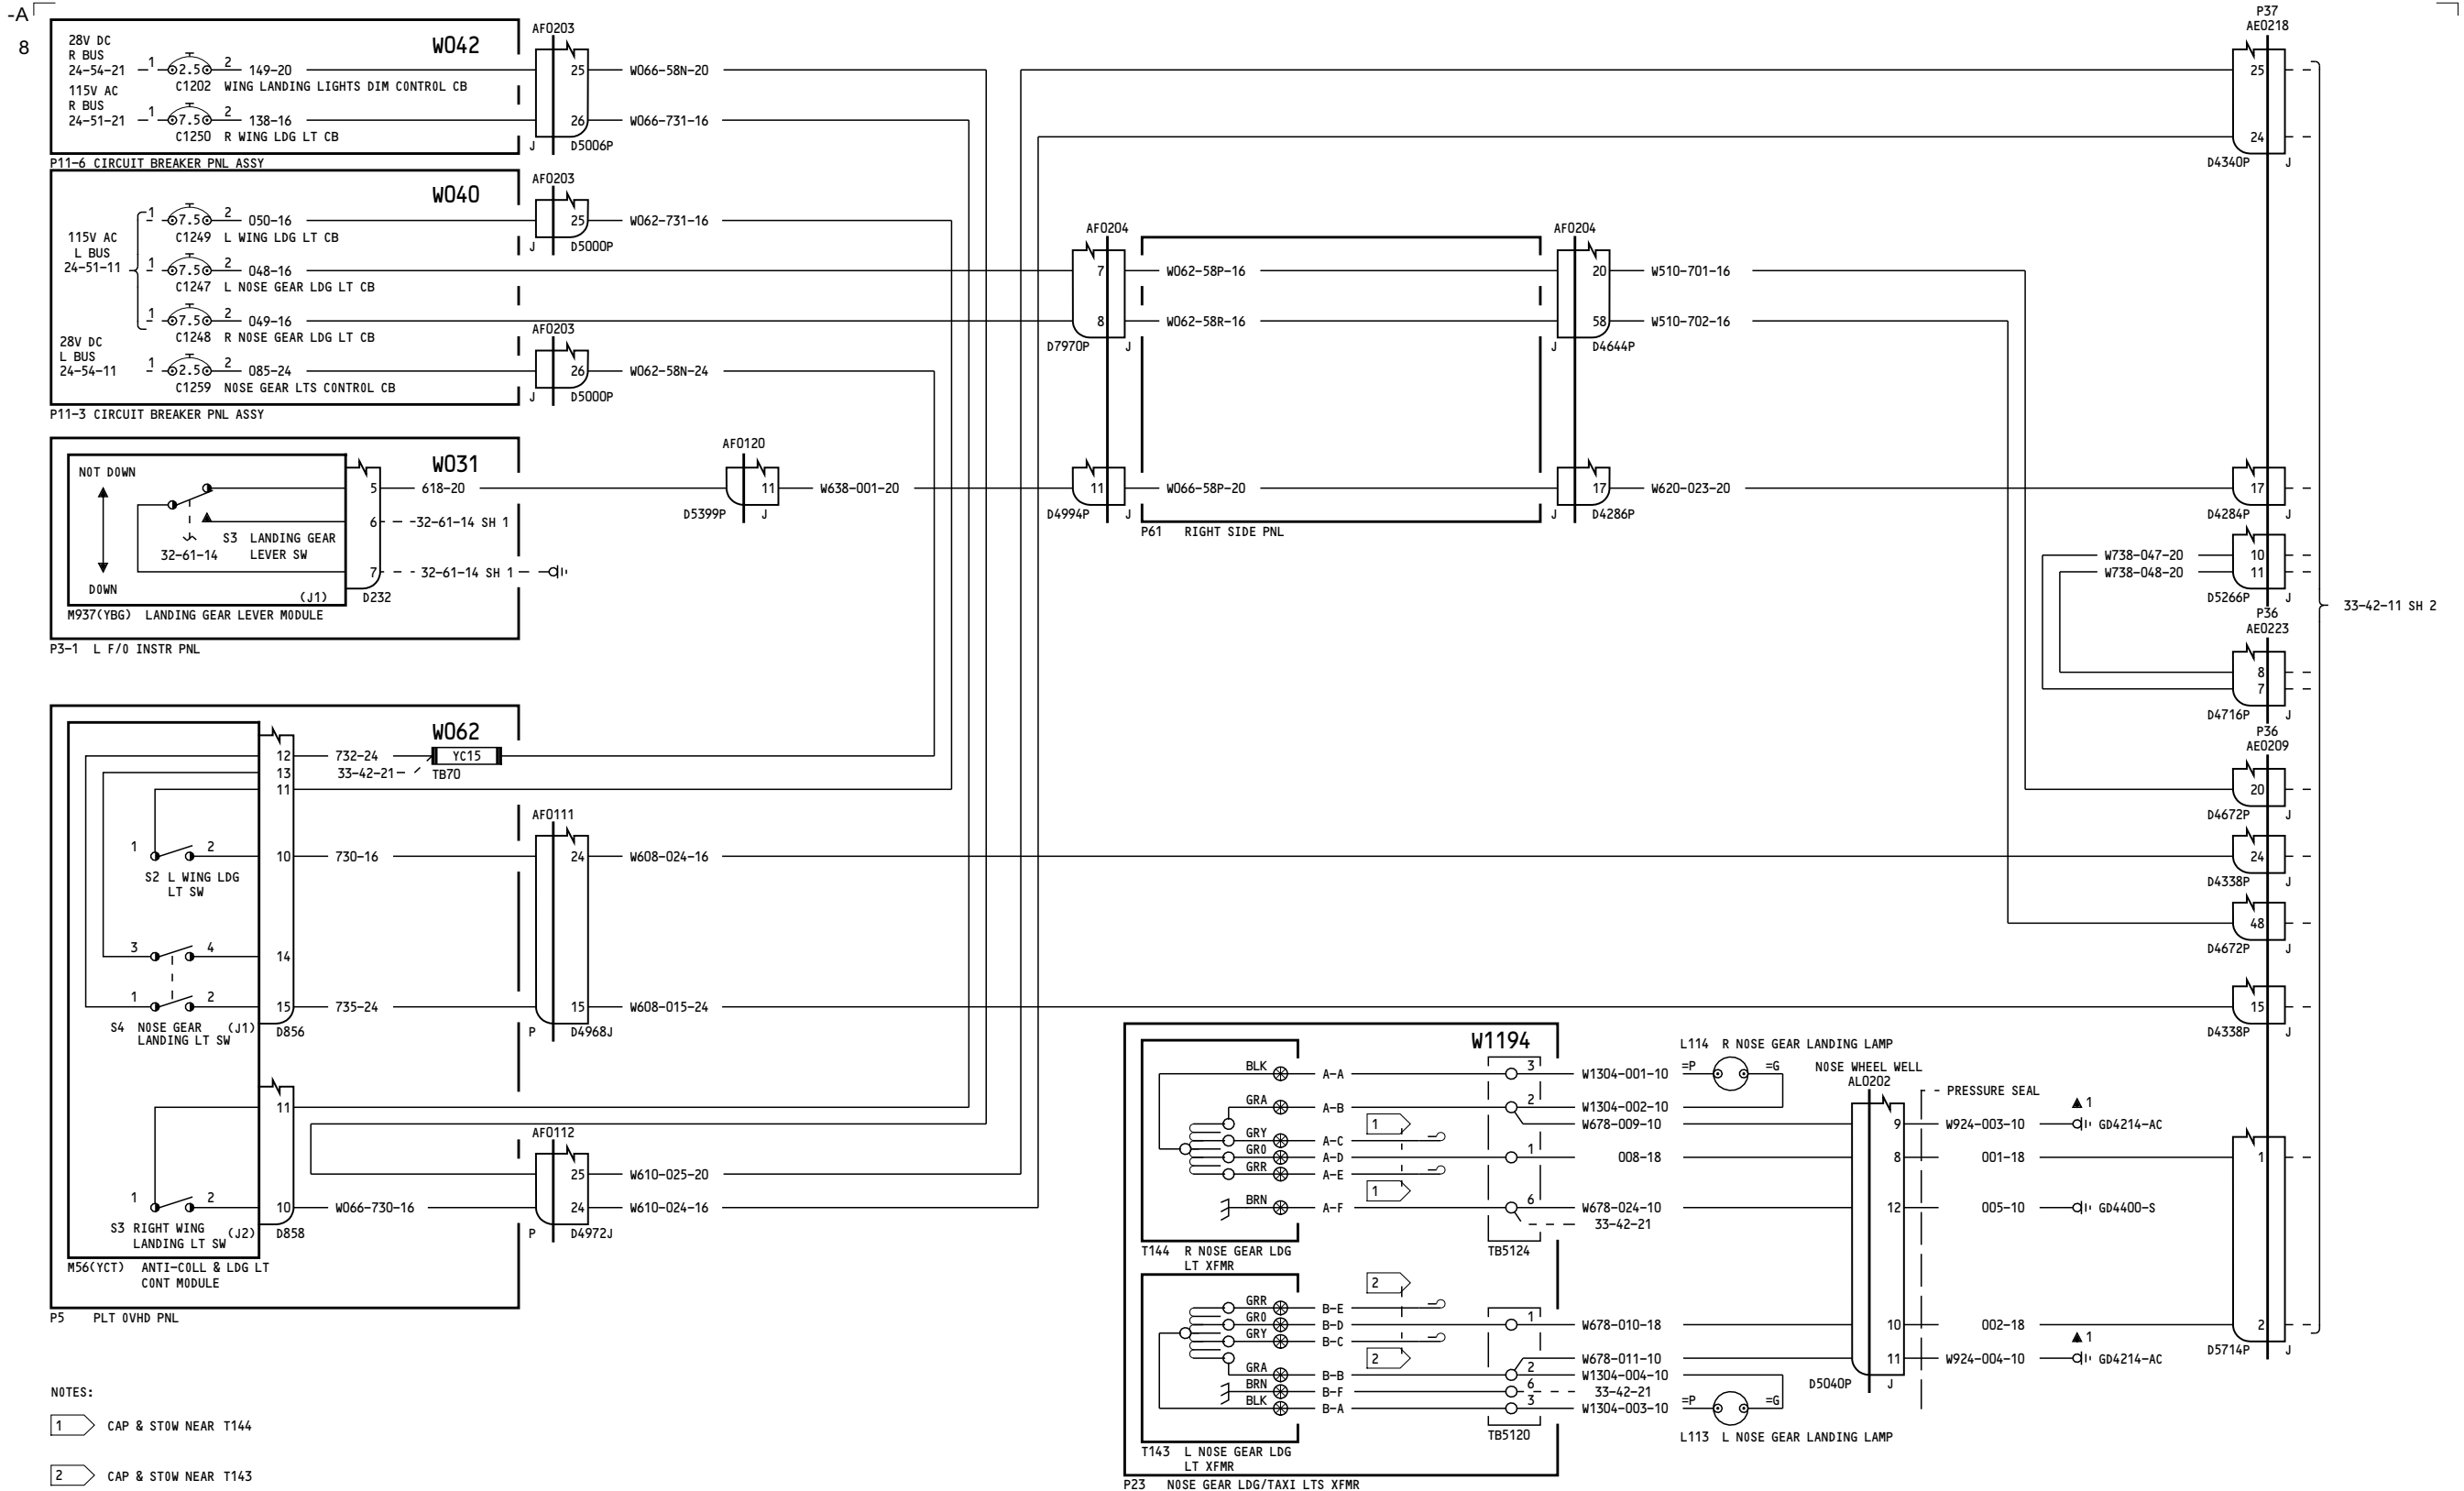 -A
8
28V DC
R BUS
24-54-21
1 2.5 2 149-20
C1202 WING LANDING LIGHTS DIM CONTROL CB
115V AC
R BUS
24-51-21
1 7.5 2 138-16
C1250 R WING LDG LT CB
W042
P11-6 CIRCUIT BREAKER PNL ASSY
AF0203
25 W066-58N-20
26 W066-731-16
J D5006P
W040
115V AC
L BUS
24-51-11
1 7.5 2 050-16
C1249 L WING LDG LT CB
1 7.5 2 048-16
C1247 L NOSE GEAR LDG LT CB
1 7.5 2 049-16
C1248 R NOSE GEAR LDG LT CB
28V DC
L BUS
24-54-11
1 2.5 2 085-24
C1259 NOSE GEAR LTS CONTROL CB
P11-3 CIRCUIT BREAKER PNL ASSY
AF0203
25 W062-731-16
J D5000P
AF0203
26 W062-58N-24
J D5000P
W031
NOT DOWN
DOWN
5 618-20
6 -32-61-14 SH 1
7 32-61-14 SH 1
S3 LANDING GEAR
LEVER SW
32-61-14
(J1) D232
M937(YBG) LANDING GEAR LEVER MODULE
P3-1 L F/O INSTR PNL
AF0120
11 W638-001-20
D5399P J
AF0204
7 W062-58P-16
8 W062-58R-16
D7970P J
11 W066-58P-20
D4994P J
P61 RIGHT SIDE PNL
AF0204
20 W510-701-16
58 W510-702-16
J D4644P
17 W620-023-20
J D4286P
P37
AE0218
25
24
D4340P J
17
D4284P J
W738-047-20 10
W738-048-20 11
D5266P J
P36
AE0223
8
7
D4716P J
P36
AE0209
20
D4672P J
24
D4338P J
48
D4672P J
15
D4338P J
33-42-11 SH 2
W062
12 732-24 YC15
13 33-42-21 TB70
11
1 2 10 730-16
S2 L WING LDG
LT SW
3 4 14
1 2 15 735-24
S4 NOSE GEAR (J1) D856
LANDING LT SW
11
1 2 10 W066-730-16
S3 RIGHT WING
LANDING LT SW (J2) D858
M56(YCT) ANTI-COLL & LDG LT
CONT MODULE
P5 PLT OVHD PNL
AF0111
24 W608-024-16
15 W608-015-24
P D4968J
AF0112
25 W610-025-20
24 W610-024-16
P D4972J
W1194
BLK A-A 3 W1304-001-10
GRA A-B 2 W1304-002-10
W678-009-10
GRY A-C 1
GRO A-D 1 008-18
GRR A-E 1
BRN A-F 6 W678-024-10
33-42-21
TB5124
T144 R NOSE GEAR LDG
LT XFMR
L114 R NOSE GEAR LANDING LAMP
=P =G
NOSE WHEEL WELL
AL0202
PRESSURE SEAL
9 W924-003-10 1 GD4214-AC
8 001-18 1
12 005-10 GD4400-S
10 002-18 2
11 W924-004-10 1 GD4214-AC
D5040P J
D5714P J
2
GRR B-E
GRO B-D 1 W678-010-18
GRY B-C
2
W678-011-10
GRA B-B 2 W1304-004-10
BRN B-F 6 33-42-21
BLK B-A 3 W1304-003-10
=P =G
TB5120
L113 L NOSE GEAR LANDING LAMP
T143 L NOSE GEAR LDG
LT XFMR
P23 NOSE GEAR LDG/TAXI LTS XFMR
NOTES:
1 CAP & STOW NEAR T144
2 CAP & STOW NEAR T143